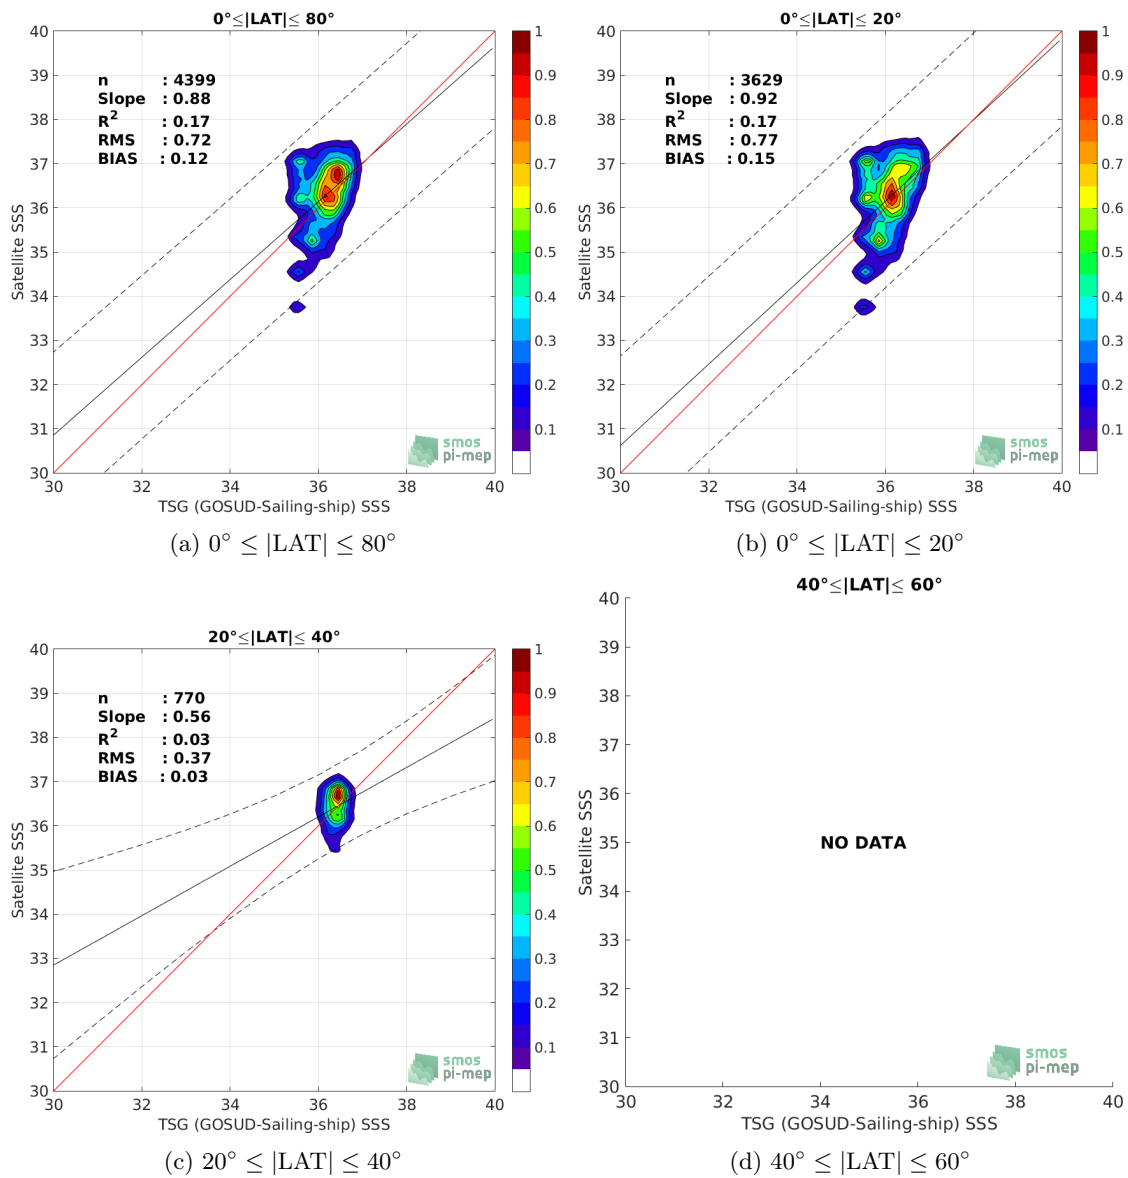 0°≤|LAT|≤ 80°
40
39
38
37
36
35
34
33
32
31
30
Satellite SSS
n : 4399
Slope : 0.88
R2 : 0.17
RMS : 0.72
BIAS : 0.12
smos
pi-mep
30 32 34 36 38 40
TSG (GOSUD-Sailing-ship) SSS
1
0.9
0.8
0.7
0.6
0.5
0.4
0.3
0.2
0.1
(a) 0° ≤ |LAT| ≤ 80°
0°≤|LAT|≤ 20°
40
39
38
37
36
35
34
33
32
31
30
Satellite SSS
n : 3629
Slope : 0.92
R2 : 0.17
RMS : 0.77
BIAS : 0.15
smos
pi-mep
30 32 34 36 38 40
TSG (GOSUD-Sailing-ship) SSS
1
0.9
0.8
0.7
0.6
0.5
0.4
0.3
0.2
0.1
(b) 0° ≤ |LAT| ≤ 20°
20°≤|LAT|≤ 40°
40
39
38
37
36
35
34
33
32
31
30
Satellite SSS
n : 770
Slope : 0.56
R2 : 0.03
RMS : 0.37
BIAS : 0.03
smos
pi-mep
30 32 34 36 38 40
TSG (GOSUD-Sailing-ship) SSS
1
0.9
0.8
0.7
0.6
0.5
0.4
0.3
0.2
0.1
(c) 20° ≤ |LAT| ≤ 40°
40°≤|LAT|≤ 60°
40
39
38
37
36
35
34
33
32
31
30
Satellite SSS
NO DATA
smos
pi-mep
30 32 34 36 38 40
TSG (GOSUD-Sailing-ship) SSS
(d) 40° ≤ |LAT| ≤ 60°